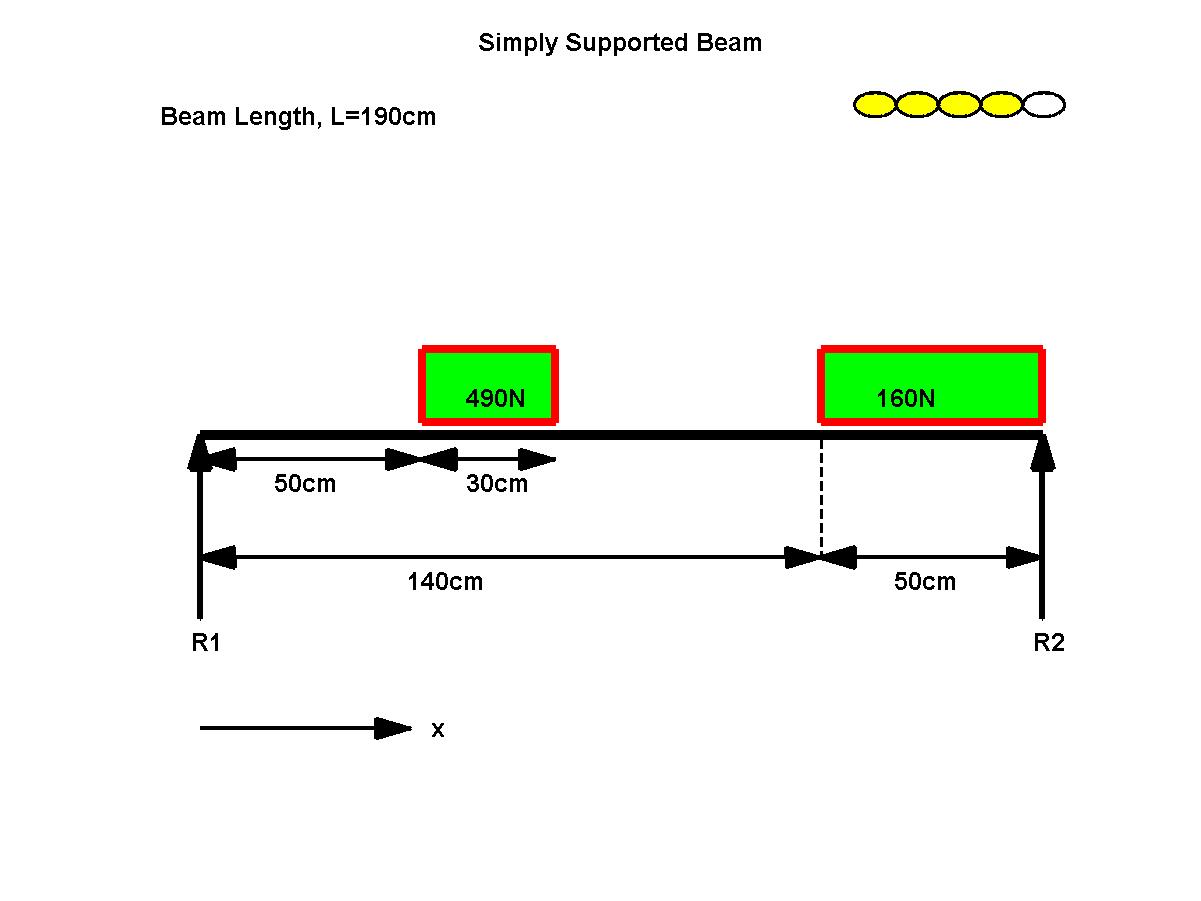 Simply Supported Beam
Beam Length, L=190cm
490N
160N
50cm
30cm
140cm
50cm
R1
R2
x